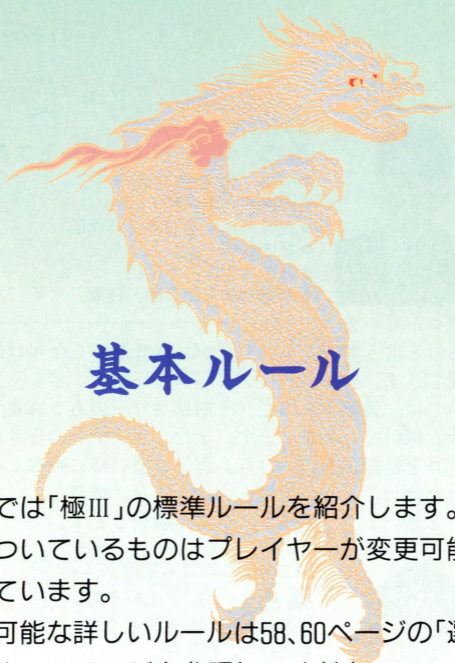 基本ルール
では「極Ⅲ」の標準ルールを紹介します。
ついているものはプレイヤーが変更可能
ています。
可能な詳しいルールは58、60ページの「選